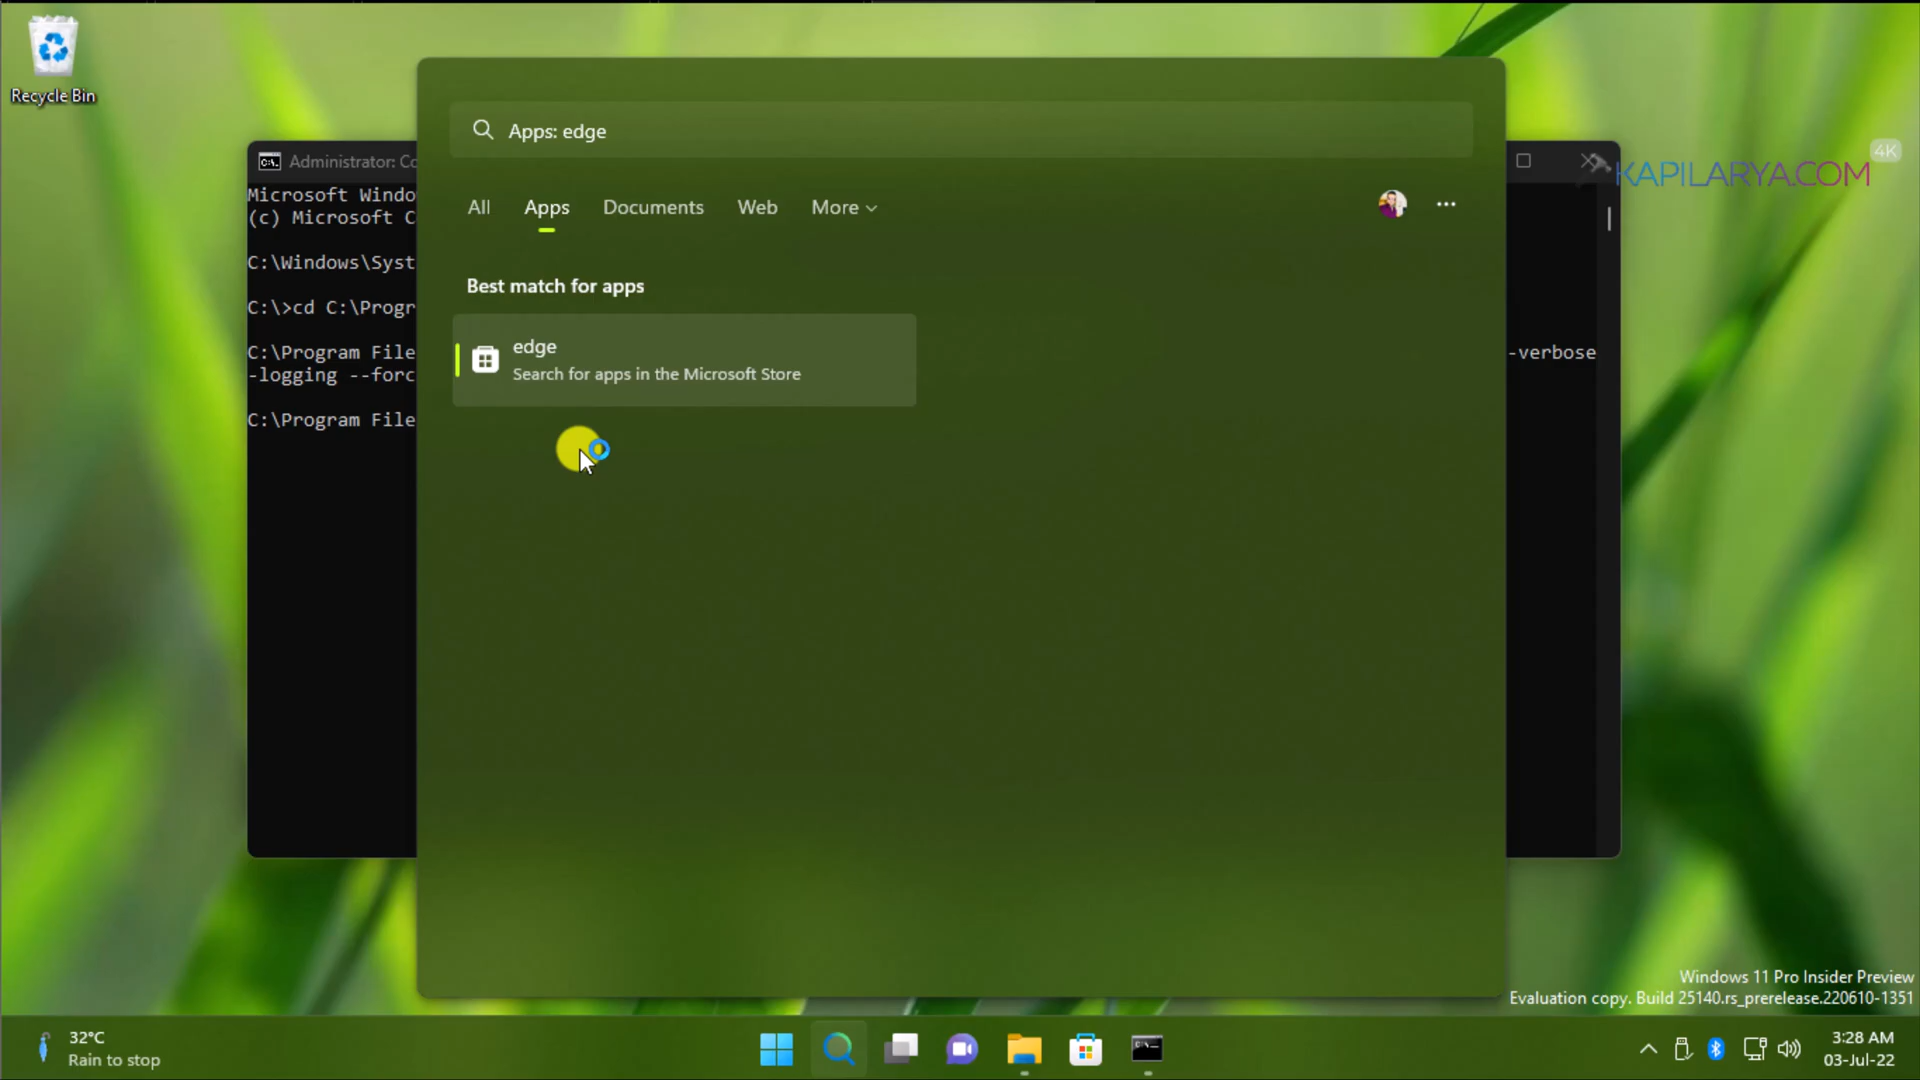 Recycle Bin
Apps: edge
4K
KAPILARYA.COM
Administrator: Co
Microsoft Windo
(c) Microsoft C
C:\Windows\Syst
C:\>cd C:\Progr
C:\Program File
-verbose
-logging --forc
C:\Program File
All
Apps
Documents
Web
More
Best match for apps
edge
Search for apps in the Microsoft Store
Windows 11 Pro Insider Preview
Evaluation copy. Build 25140.rs_prerelease.220610-1351
32°C
Rain to stop
3:28 AM
03-Jul-22